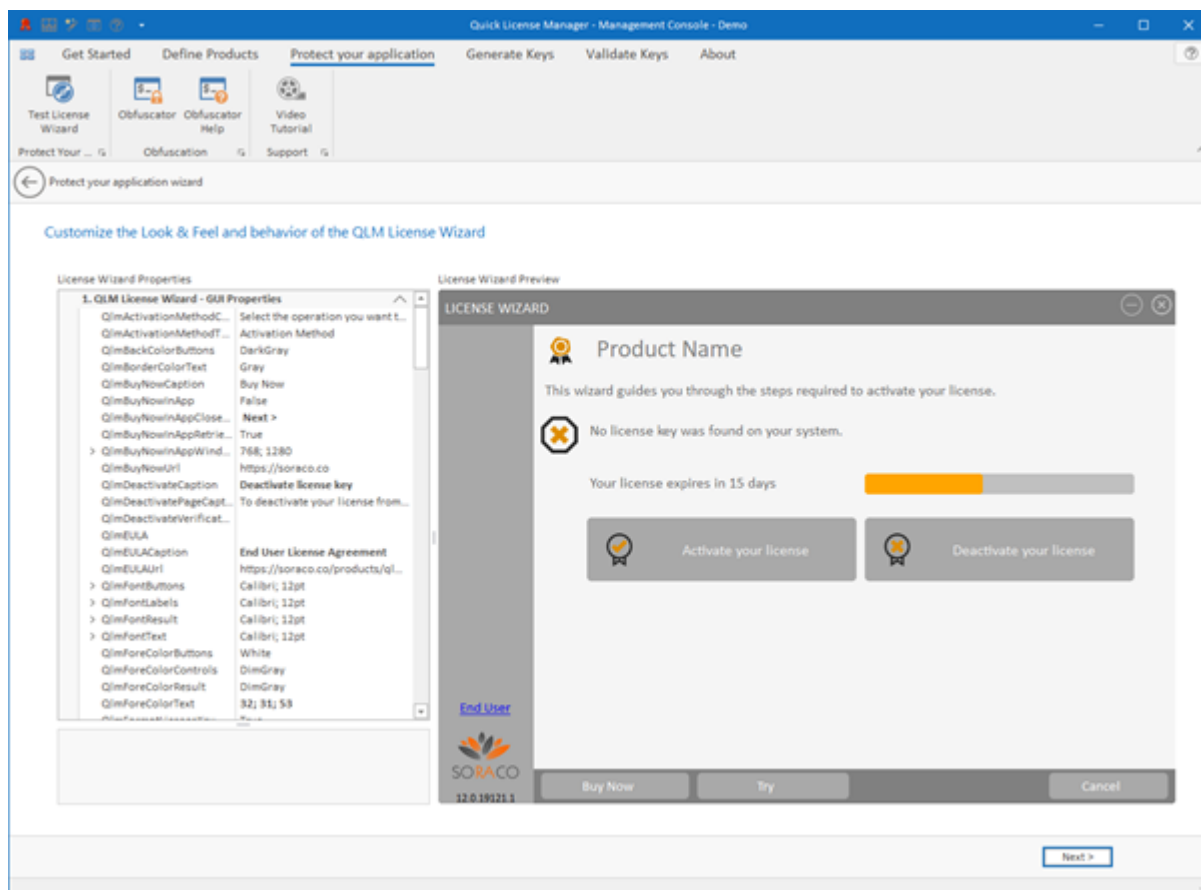 Quick License Manager - Management Console - Demo
Get Started Define Products Protect your application Generate Keys Validate Keys About
Test License Wizard
Obfuscator
Obfuscator Help
Video Tutorial
Protect Your ... Obfuscation Support
Protect your application wizard
Customize the Look & Feel and behavior of the QLM License Wizard
License Wizard Properties
1. QLM License Wizard - GUI Properties
QlmActivationMethodC... Select the operation you want t...
QlmActivationMethodT... Activation Method
QlmBackColorButtons DarkGray
QlmBorderColorText Gray
QlmBuyNowCaption Buy Now
QlmBuyNowInApp False
QlmBuyNowInAppClose... Next >
QlmBuyNowInAppRetrie... True
> QlmBuyNowInAppWind... 768; 1280
QlmBuyNowUrl https://soraco.co
QlmDeactivateCaption Deactivate license key
QlmDeactivatePageCapt... To deactivate your license from...
QlmDeactivateVerificat...
QlmEULA
QlmEULACaption End User License Agreement
QlmEULAUrl https://soraco.co/products/ql...
> QlmFontButtons Calibri; 12pt
> QlmFontLabels Calibri; 12pt
> QlmFontResult Calibri; 12pt
> QlmFontText Calibri; 12pt
QlmForeColorButtons White
QlmForeColorControls DimGray
QlmForeColorResult DimGray
QlmForeColorText 32; 31; 53
License Wizard Preview
LICENSE WIZARD
Product Name
This wizard guides you through the steps required to activate your license.
No license key was found on your system.
Your license expires in 15 days
Activate your license Deactivate your license
End User
SORACO
12.0.19121.1
Buy Now Try Cancel
Next >